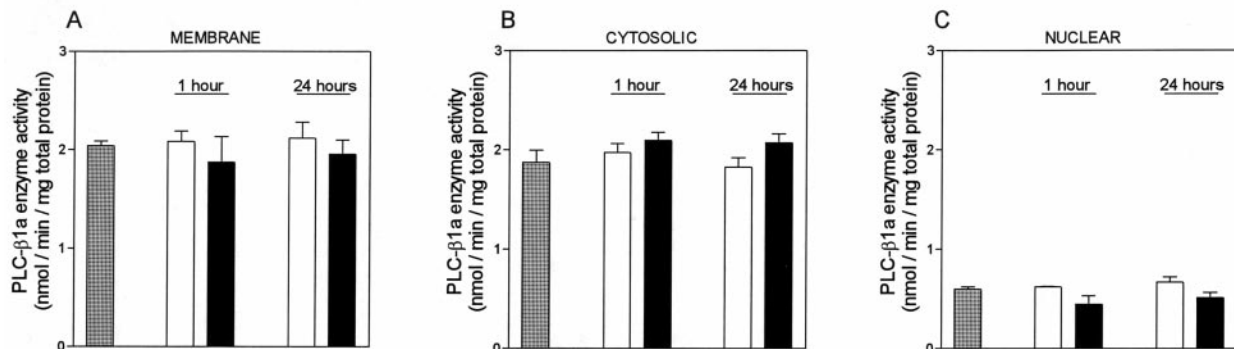 A
MEMBRANE
PLC-β1a enzyme activity
(nmol / min / mg total protein)
3
2
1
0
1 hour
24 hours
B
CYTOSOLIC
PLC-β1a enzyme activity
(nmol / min / mg total protein)
3
2
1
0
1 hour
24 hours
C
NUCLEAR
PLC-β1a enzyme activity
(nmol / min / mg total protein)
3
2
1
0
1 hour
24 hours